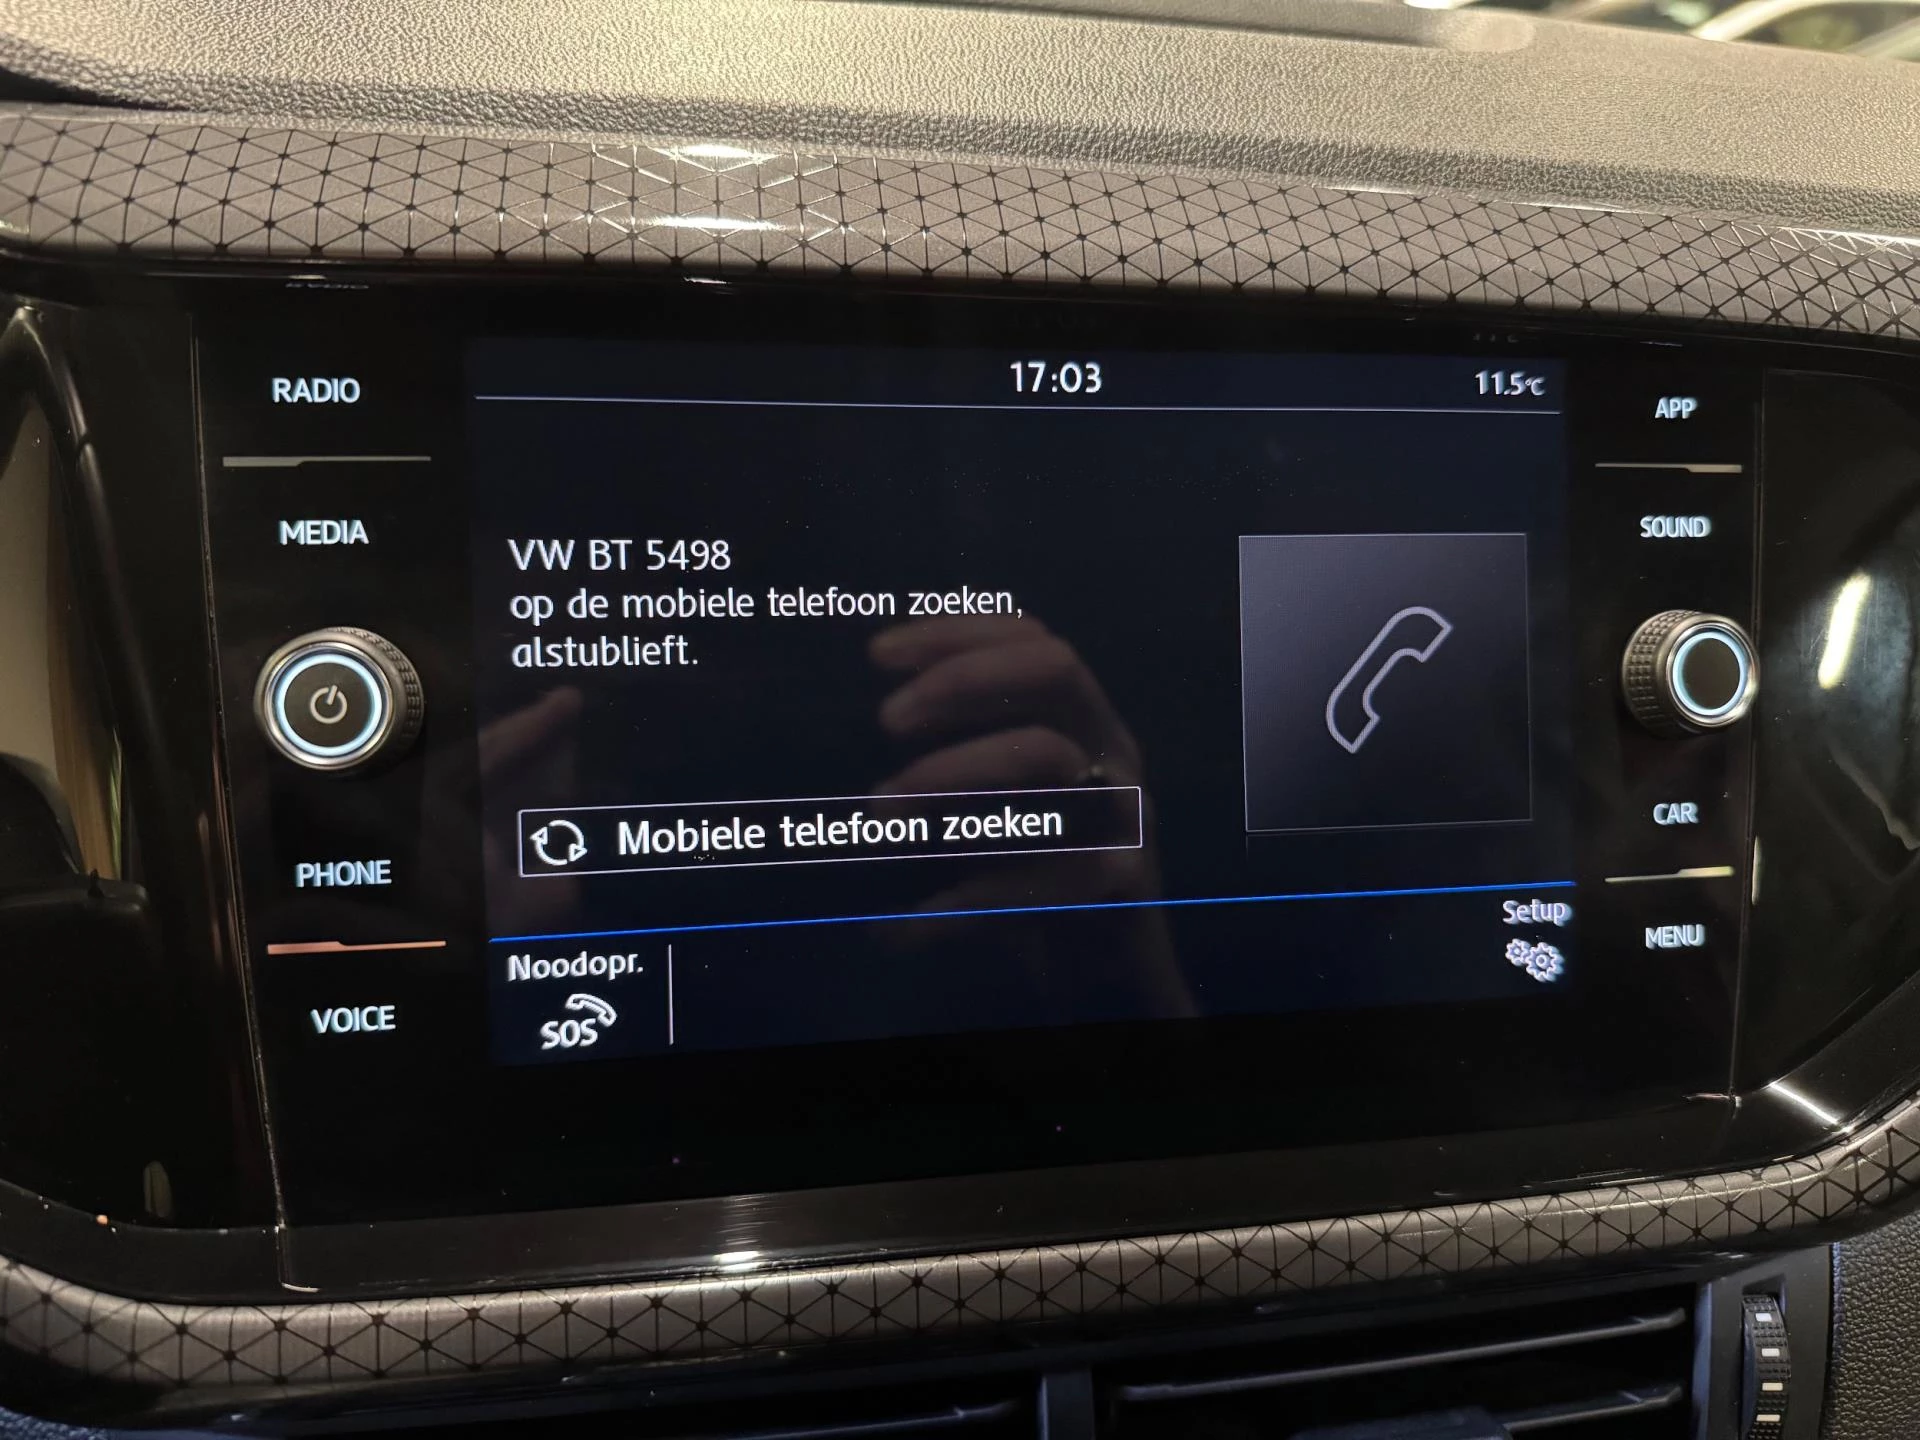 RADIO
MEDIA
PHONE
VOICE
17:03
11.5°C
VW BT 5498
op de mobiele telefoon zoeken,
alstublieft.
Mobiele telefoon zoeken
Noodopr.
SOS
Setup
APP
SOUND
CAR
MENU